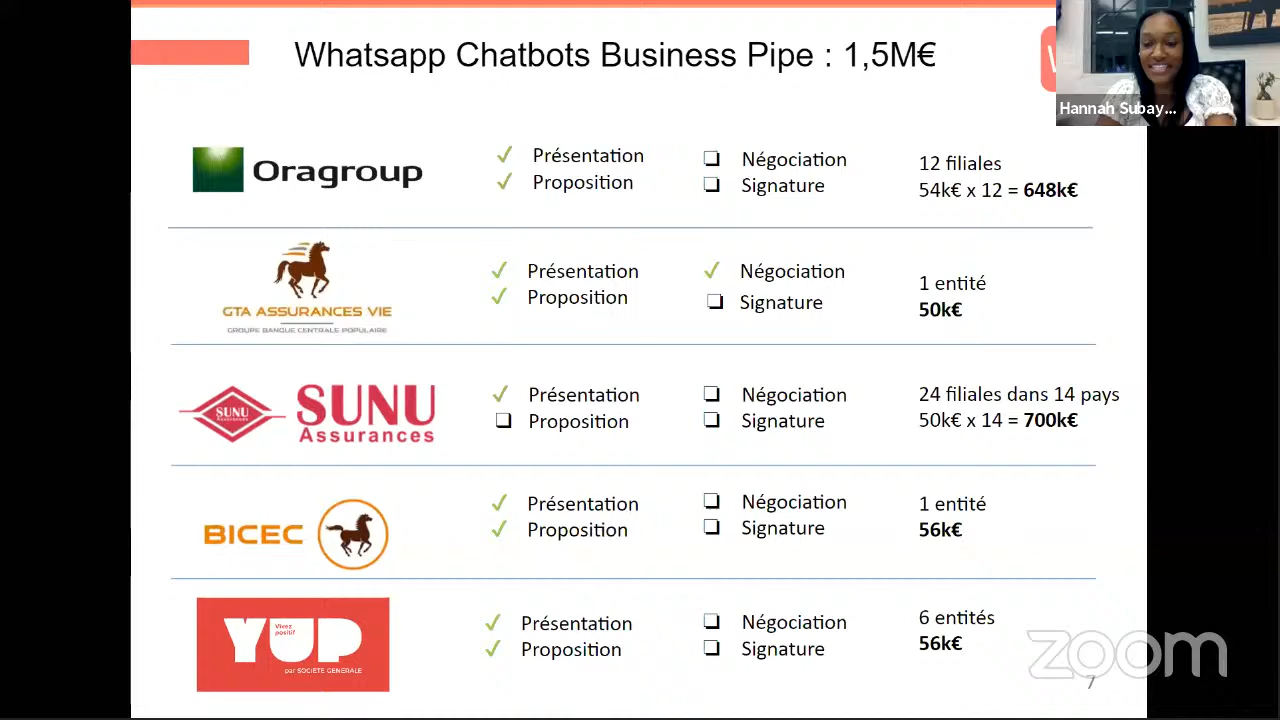 Whatsapp Chatbots Business Pipe : 1,5M€
Hannah Subay...
Oragroup
Présentation
Proposition
Négociation
Signature
12 filiales
54k€ x 12 = 648k€
GTA ASSURANCES VIE
GROUPE BANQUE CENTRALE POPULAIRE
Présentation
Proposition
Négociation
Signature
1 entité
50k€
SUNU
Assurances
SUNU
Assurances
Présentation
Proposition
Négociation
Signature
24 filiales dans 14 pays
50k€ x 14 = 700k€
BICEC
Présentation
Proposition
Négociation
Signature
1 entité
56k€
YUP
Vivez
positif
par SOCIETE GENERALE
Présentation
Proposition
Négociation
Signature
6 entités
56k€
zoom
7